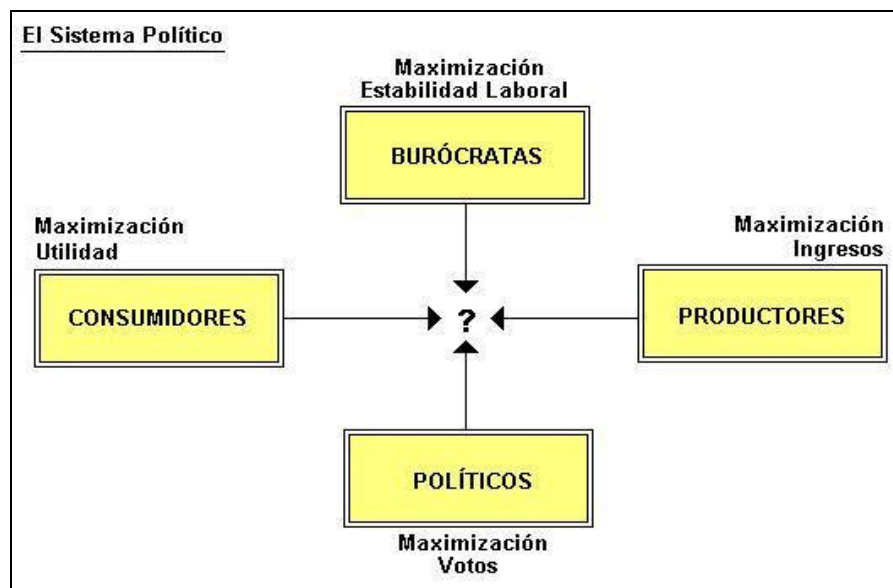 El Sistema Político
Maximización
Estabilidad Laboral
BURÓCRATAS
Maximización
Utilidad
Maximización
Ingresos
CONSUMIDORES
?
PRODUCTORES
POLÍTICOS
Maximización
Votos